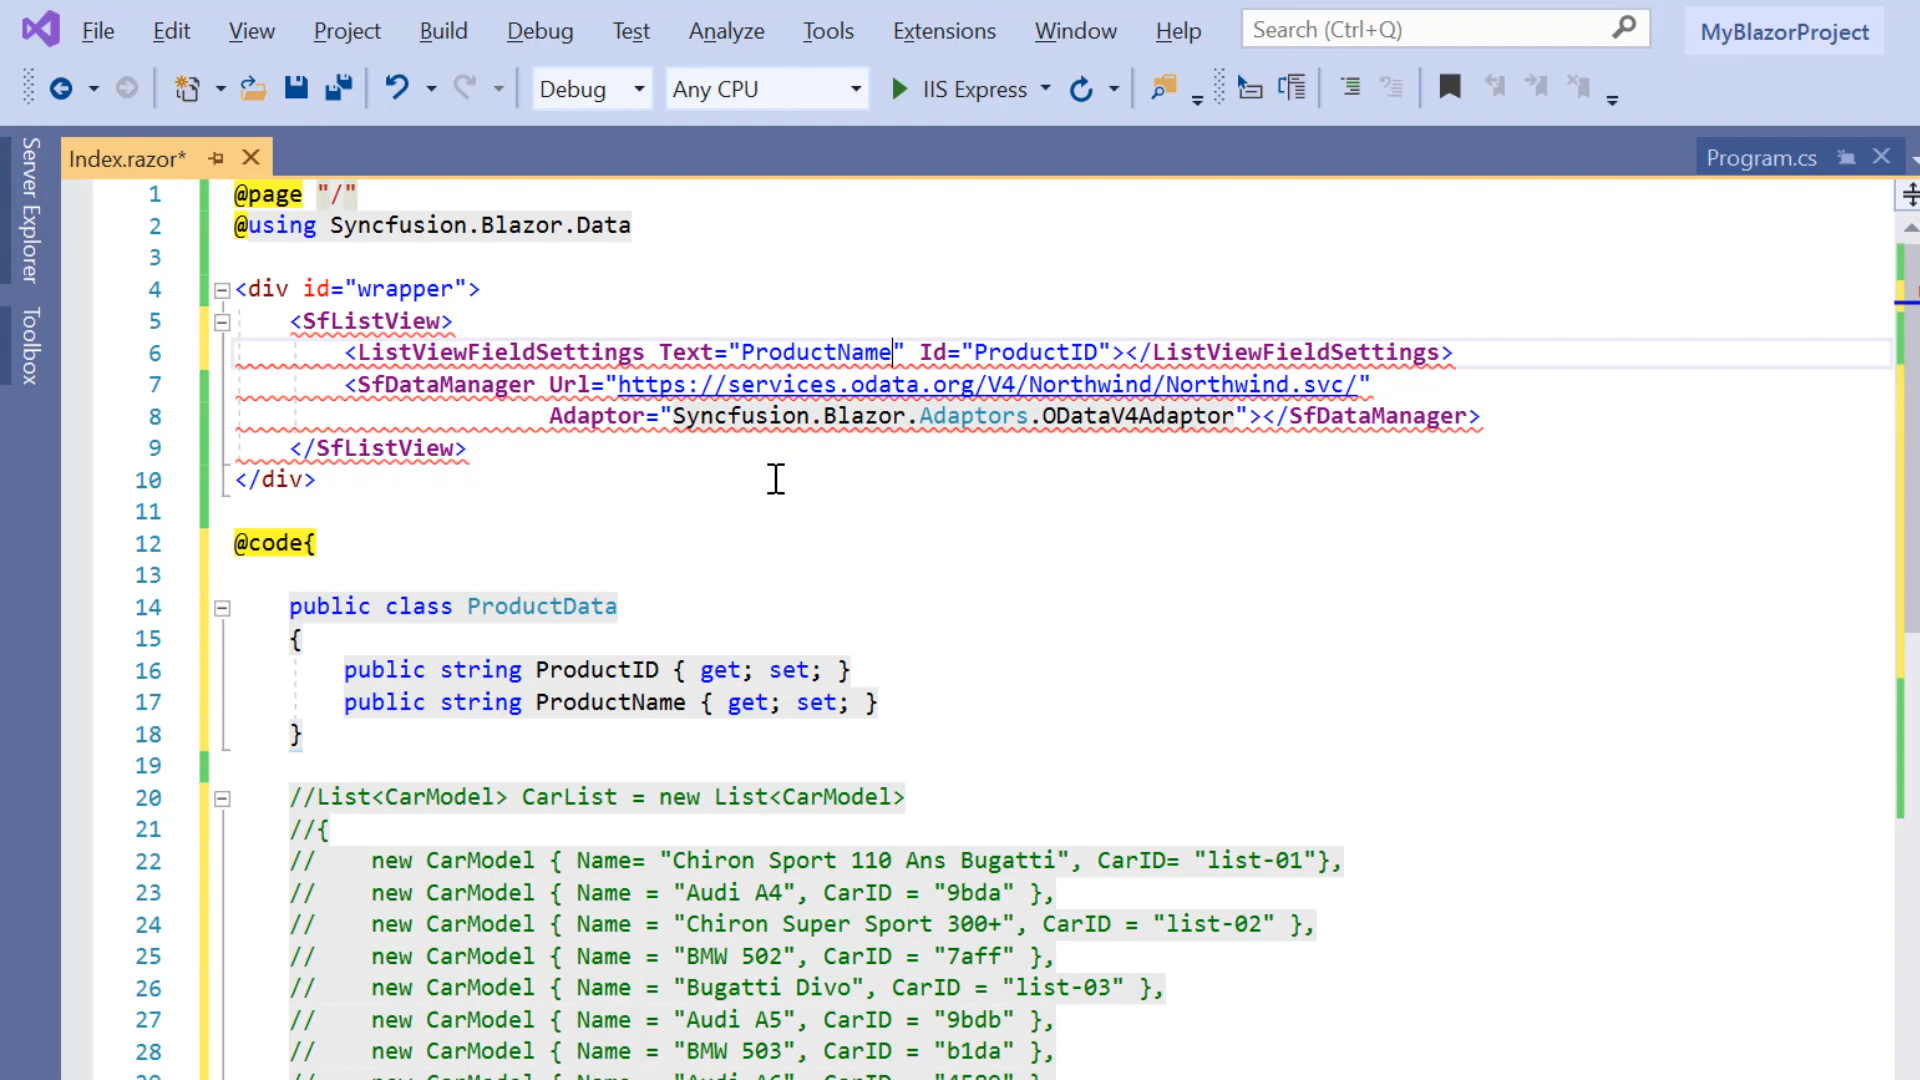 File Edit View Project Build Debug Test Analyze Tools Extensions Window Help Search (Ctrl+Q) MyBlazorProject
Debug Any CPU IIS Express
Server Explorer
Toolbox
Index.razor* Program.cs
1 @page "/"
2 @using Syncfusion.Blazor.Data
3
4 <div id="wrapper">
5 <SfListView>
6 <ListViewFieldSettings Text="ProductName" Id="ProductID"></ListViewFieldSettings>
7 <SfDataManager Url="https://services.odata.org/V4/Northwind/Northwind.svc/"
8 Adaptor="Syncfusion.Blazor.Adaptors.ODataV4Adaptor"></SfDataManager>
9 </SfListView>
10 </div>
11
12 @code{
13
14 public class ProductData
15 {
16 public string ProductID { get; set; }
17 public string ProductName { get; set; }
18 }
19
20 //List<CarModel> CarList = new List<CarModel>
21 //{
22 // new CarModel { Name= "Chiron Sport 110 Ans Bugatti", CarID= "list-01"},
23 // new CarModel { Name = "Audi A4", CarID = "9bda" },
24 // new CarModel { Name = "Chiron Super Sport 300+", CarID = "list-02" },
25 // new CarModel { Name = "BMW 502", CarID = "7aff" },
26 // new CarModel { Name = "Bugatti Divo", CarID = "list-03" },
27 // new CarModel { Name = "Audi A5", CarID = "9bdb" },
28 // new CarModel { Name = "BMW 503", CarID = "b1da" },